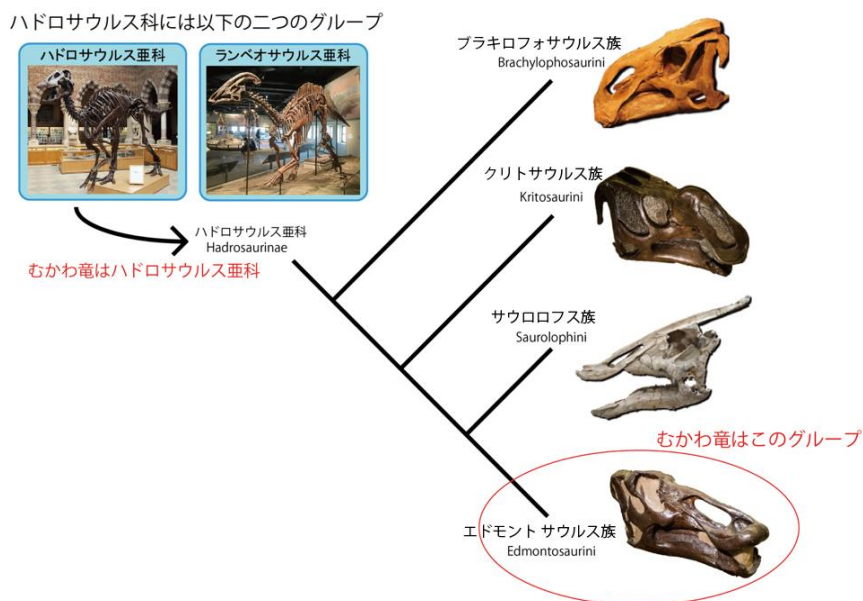 ハドロサウルス科には以下の二つのグループ
ハドロサウルス亜科
ランベオサウルス亜科
ハドロサウルス亜科
Hadrosaurinae
むかわ竜はハドロサウルス亜科
ブラキロフォサウルス族
Brachylophosaurini
クリトサウルス族
Kritosaurini
サウロロフス族
Saurolophini
むかわ竜はこのグループ
エドモントサウルス族
Edmontosaurini